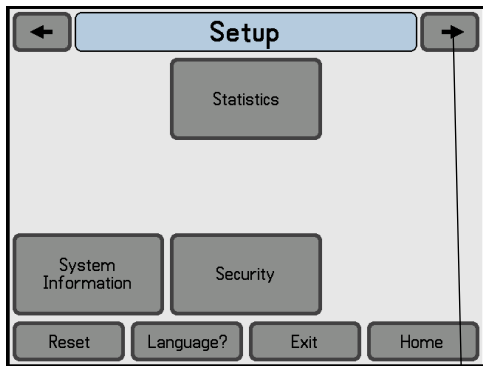 Setup
Statistics
System
Information
Security
Reset
Language?
Exit
Home